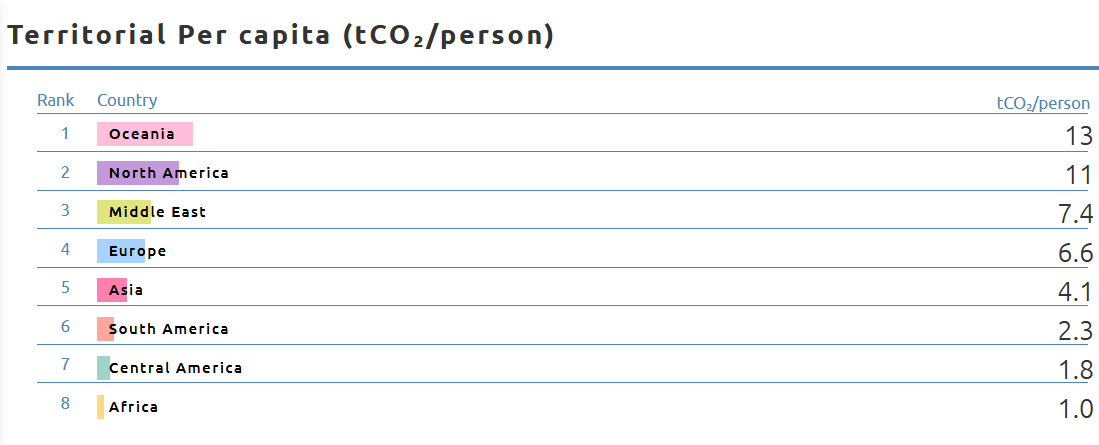 Territorial Per capita (tCO₂/person)
Rank Country tCO₂/person
1 Oceania 13
2 North America 11
3 Middle East 7.4
4 Europe 6.6
5 Asia 4.1
6 South America 2.3
7 Central America 1.8
8 Africa 1.0